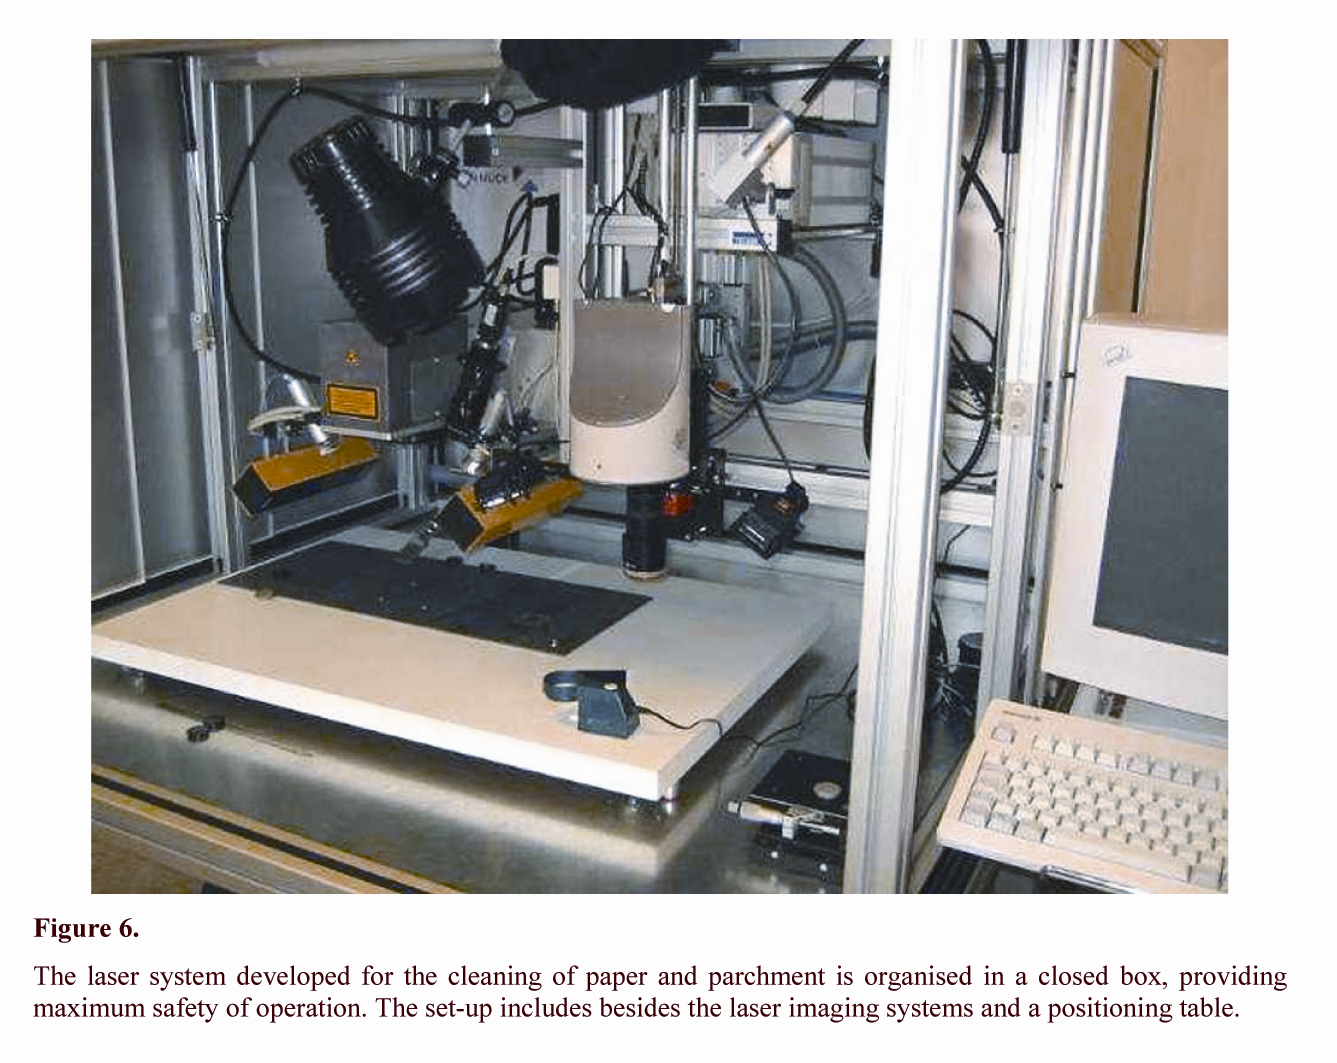 Figure 6.
The laser system developed for the cleaning of paper and parchment is organised in a closed box, providing
maximum safety of operation. The set-up includes besides the laser imaging systems and a positioning table.